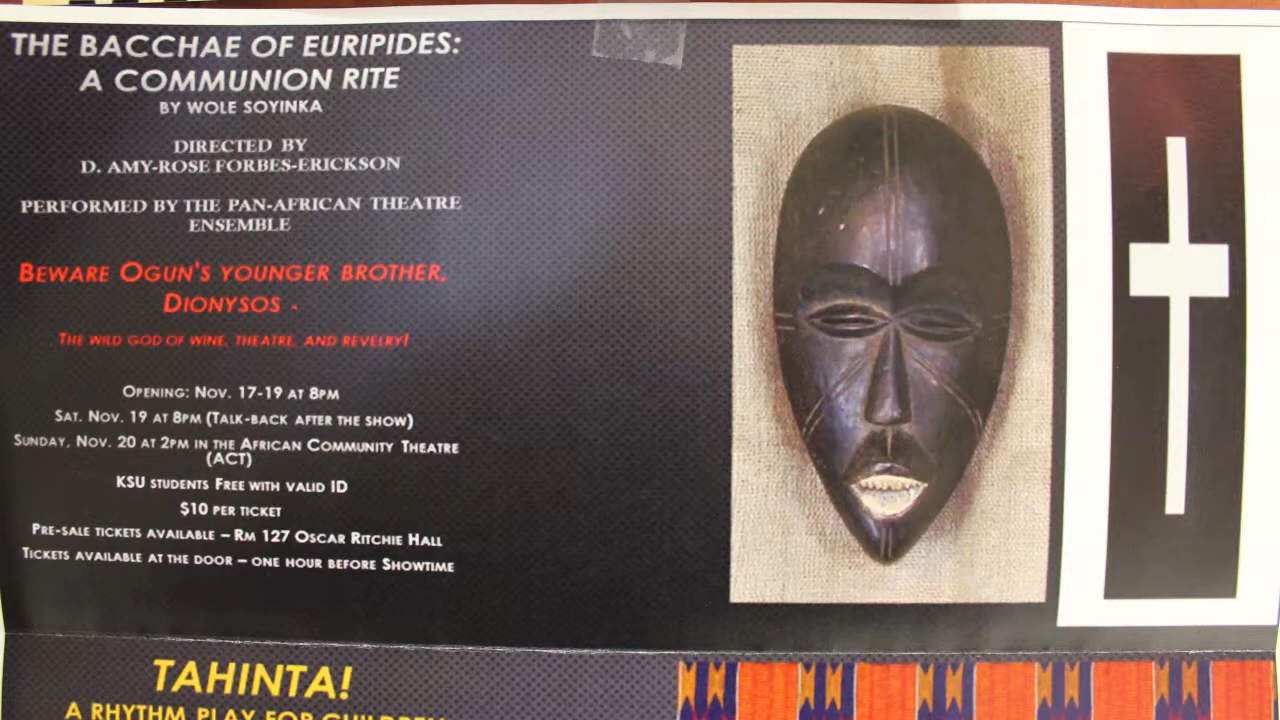 THE BACCHAE OF EURIPIDES:
A COMMUNION RITE
BY WOLE SOYINKA
DIRECTED BY
D. AMY-ROSE FORBES-ERICKSON
PERFORMED BY THE PAN-AFRICAN THEATRE
ENSEMBLE
BEWARE OGUN'S YOUNGER BROTHER,
DIONYSOS -
THE WILD GOD OF WINE, THEATRE, AND REVELRY!
OPENING: NOV. 17-19 AT 8PM
SAT. NOV. 19 AT 8PM (TALK-BACK AFTER THE SHOW)
SUNDAY, NOV. 20 AT 2PM IN THE AFRICAN COMMUNITY THEATRE
(ACT)
KSU STUDENTS FREE WITH VALID ID
$10 PER TICKET
PRE-SALE TICKETS AVAILABLE – RM 127 OSCAR RITCHIE HALL
TICKETS AVAILABLE AT THE DOOR – ONE HOUR BEFORE SHOWTIME
TAHINTA!
A RHYTHM PLAY FOR CHILDREN